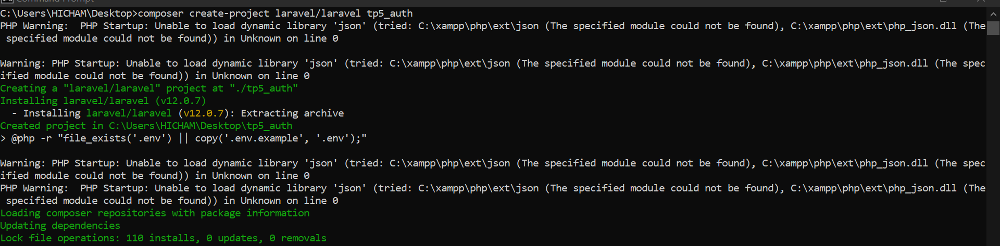 Command Prompt
C:\Users\HICHAM\Desktop>composer create-project laravel/laravel tp5_auth
PHP Warning:  PHP Startup: Unable to load dynamic library 'json' (tried: C:\xampp\php\ext\json (The specified module could not be found), C:\xampp\php\ext\php_json.dll (The
 specified module could not be found)) in Unknown on line 0
Warning: PHP Startup: Unable to load dynamic library 'json' (tried: C:\xampp\php\ext\json (The specified module could not be found), C:\xampp\php\ext\php_json.dll (The spec
ified module could not be found)) in Unknown on line 0
Creating a "laravel/laravel" project at "./tp5_auth"
Installing laravel/laravel (v12.0.7)
  - Installing laravel/laravel (v12.0.7): Extracting archive
Created project in C:\Users\HICHAM\Desktop\tp5_auth
> @php -r "file_exists('.env') || copy('.env.example', '.env');"
Warning: PHP Startup: Unable to load dynamic library 'json' (tried: C:\xampp\php\ext\json (The specified module could not be found), C:\xampp\php\ext\php_json.dll (The spec
ified module could not be found)) in Unknown on line 0
PHP Warning:  PHP Startup: Unable to load dynamic library 'json' (tried: C:\xampp\php\ext\json (The specified module could not be found), C:\xampp\php\ext\php_json.dll (The
 specified module could not be found)) in Unknown on line 0
Loading composer repositories with package information
Updating dependencies
Lock file operations: 110 installs, 0 updates, 0 removals